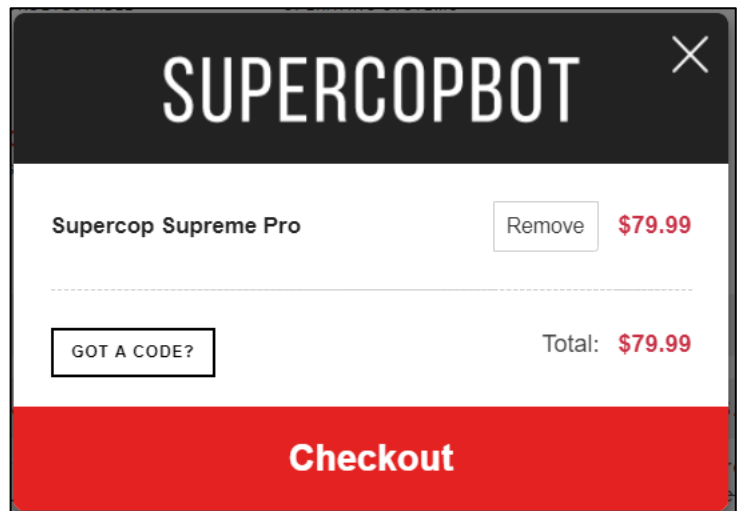 SUPERCOPBOT
Supercop Supreme Pro Remove $79.99
GOT A CODE? Total: $79.99
Checkout